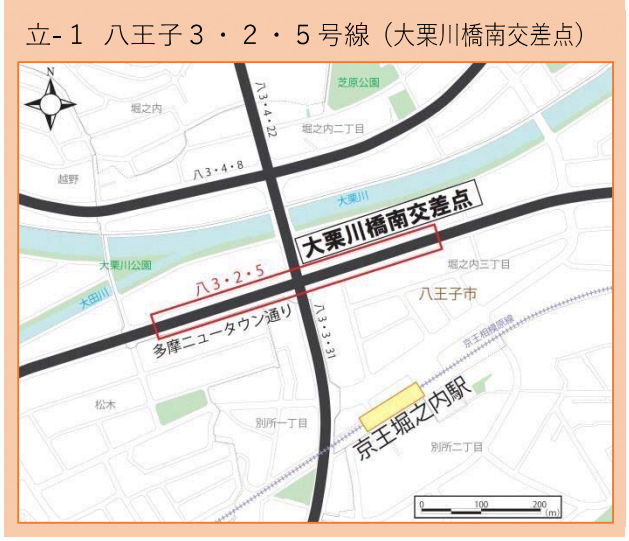 立-1 八王子３・２・５号線（大栗川橋南交差点）
N
芝原公園
堀之内
八3・4・22
堀之内二丁目
八3・4・8
越野
大栗川
大栗川橋南交差点
大栗川公園
八3・2・5
堀之内三丁目
大田川
八王子市
多摩ニュータウン通り
八3・3・31
京王相模原線
松木
京王堀之内駅
別所一丁目
別所二丁目
0 100 200
(m)